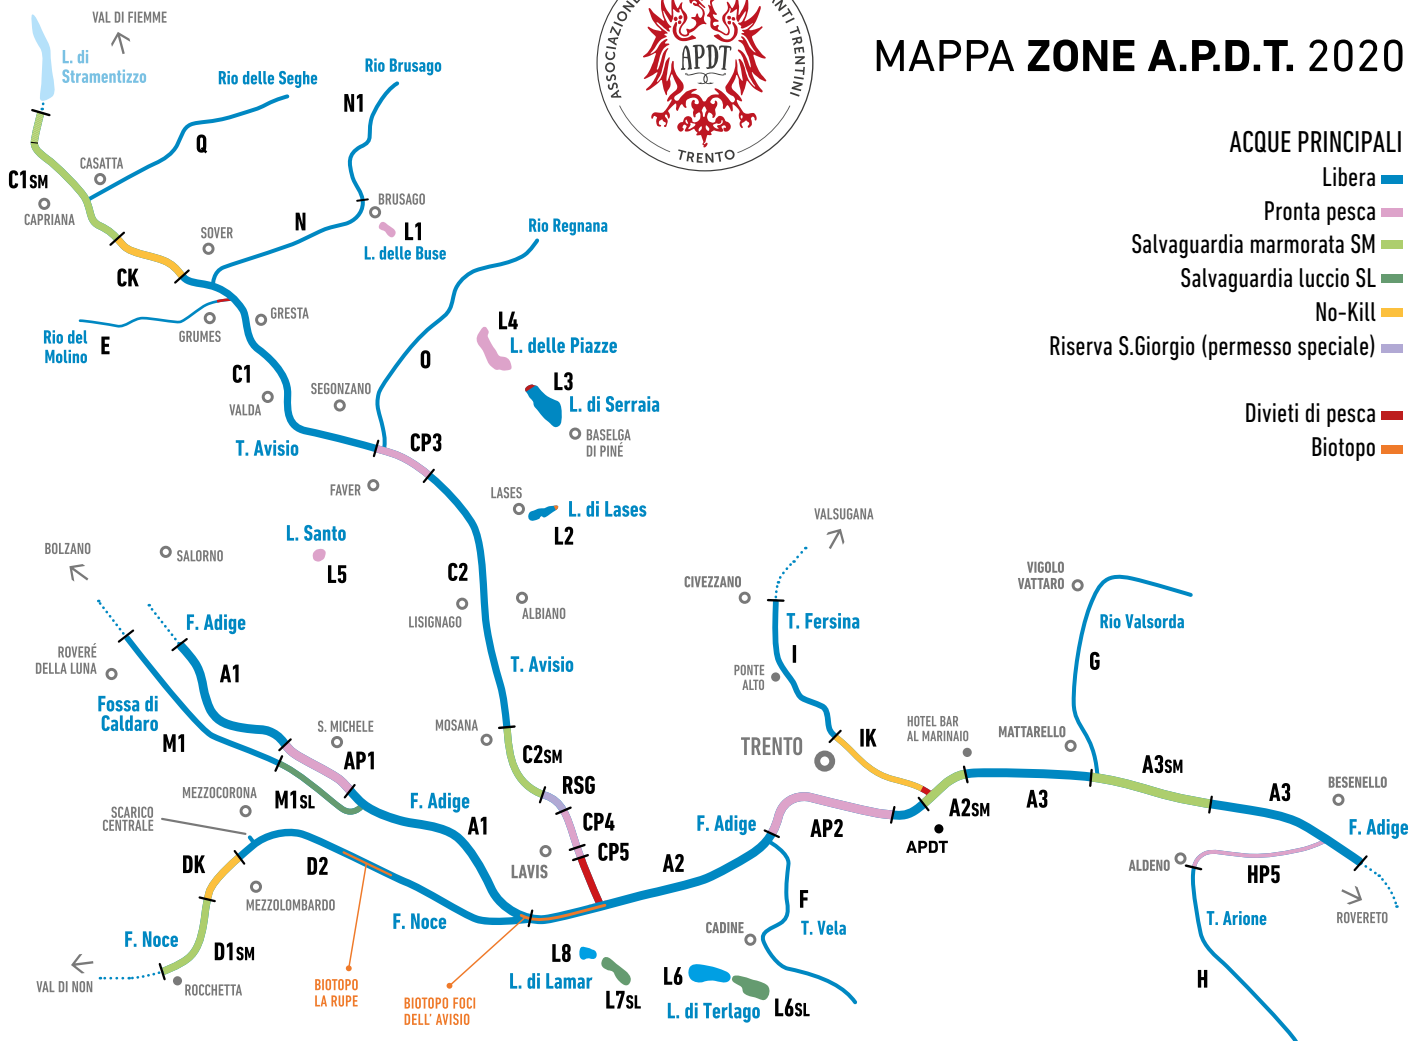 MAPPA ZONE A.P.D.T. 2020
ASSOCIAZIONE
ANTI TRENTINI
APDT
TRENTO
ACQUE PRINCIPALI
Libera
Pronta pesca
Salvaguardia marmorata SM
Salvaguardia luccio SL
No-Kill
Riserva S.Giorgio (permesso speciale)
Divieti di pesca
Biotopo
VAL DI FIEMME
L. di
Stramentizzo
Rio delle Seghe
Rio Brusago
N1
Q
CASATTA
C1SM
CAPRIANA
BRUSAGO
L1
L. delle Buse
N
SOVER
Rio Regnana
CK
GRESTA
GRUMES
Rio del
Molino
E
L4
L. delle Piazze
O
C1
SEGONZANO
VALDA
L3
L. di Serraia
BASELGA
DI PINÉ
T. Avisio
CP3
FAVER
LASES
L. di Lases
L2
L. Santo
L5
BOLZANO
SALORNO
VALSUGANA
C2
LISIGNAGO
ALBIANO
CIVEZZANO
VIGOLO
VATTARO
F. Adige
T. Fersina
Rio Valsorda
ROVERÉ
DELLA LUNA
A1
T. Avisio
I
G
PONTE
ALTO
Fossa di
Caldaro
M1
S. MICHELE
MOSANA
C2SM
TRENTO
IK
HOTEL BAR
AL MARINAIO
MATTARELLO
AP1
A3SM
MEZZOCORONA
M1SL
RSG
BESENELLO
SCARICO
CENTRALE
F. Adige
A1
CP4
F. Adige
AP2
A2SM
A3
A3
F. Adige
CP5
APDT
DK
D2
LAVIS
A2
ALDENO
HP5
MEZZOLOMBARDO
F
T. Vela
CADINE
T. Arione
ROVERETO
F. Noce
F. Noce
D1SM
L8
L. di Lamar
L7SL
L6
L. di Terlago
L6SL
H
VAL DI NON
ROCCHETTA
BIOTOPO
LA RUPE
BIOTOPO FOCI
DELL' AVISIO